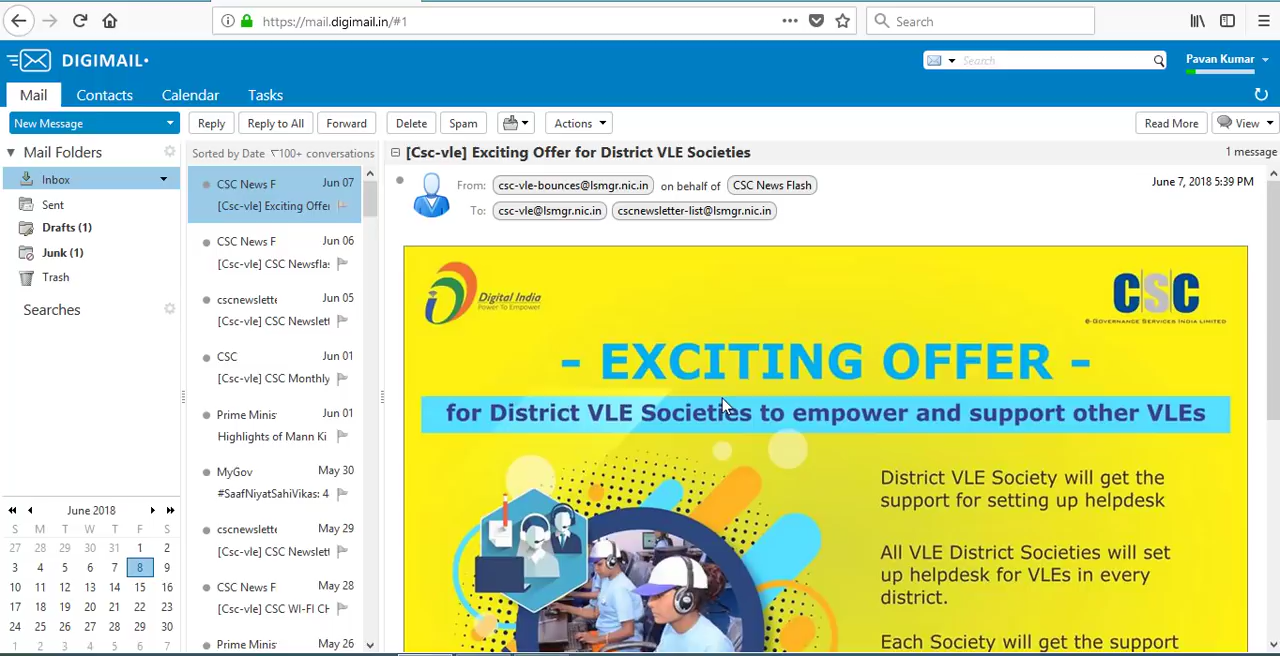 https://mail.digimail.in/#1
Search
DIGIMAIL
Search
Pavan Kumar
Mail
Contacts
Calendar
Tasks
New Message
Reply
Reply to All
Forward
Delete
Spam
Actions
Read More
View
Mail Folders
Inbox
Sent
Drafts (1)
Junk (1)
Trash
Searches
Sorted by Date
100+ conversations
CSC News F Jun 07
[Csc-vle] Exciting Offer
CSC News F Jun 06
[Csc-vle] CSC Newsfla:
cscnewslette Jun 05
[Csc-vle] CSC Newslett
CSC Jun 01
[Csc-vle] CSC Monthly
Prime Minis Jun 01
Highlights of Mann Ki
MyGov May 30
#SaafNiyatSahiVikas: 4
cscnewslette May 29
[Csc-vle] CSC Newslett
CSC News F May 28
[Csc-vle] CSC WI-FI CH
Prime Minis May 26
[Csc-vle] Exciting Offer for District VLE Societies
1 message
From: csc-vle-bounces@lsmgr.nic.in on behalf of CSC News Flash
June 7, 2018 5:39 PM
To: csc-vle@lsmgr.nic.in cscnewsletter-list@lsmgr.nic.in
Digital India
Power To Empower
CSC
e-Governance Services India Limited
- EXCITING OFFER -
for District VLE Societies to empower and support other VLEs
District VLE Society will get the
support for setting up helpdesk
All VLE District Societies will set
up helpdesk for VLEs in every
district.
Each Society will get the support
June 2018
S M T W T F S
27 28 29 30 31 1 2
3 4 5 6 7 8 9
10 11 12 13 14 15 16
17 18 19 20 21 22 23
24 25 26 27 28 29 30
1 2 3 4 5 6 7